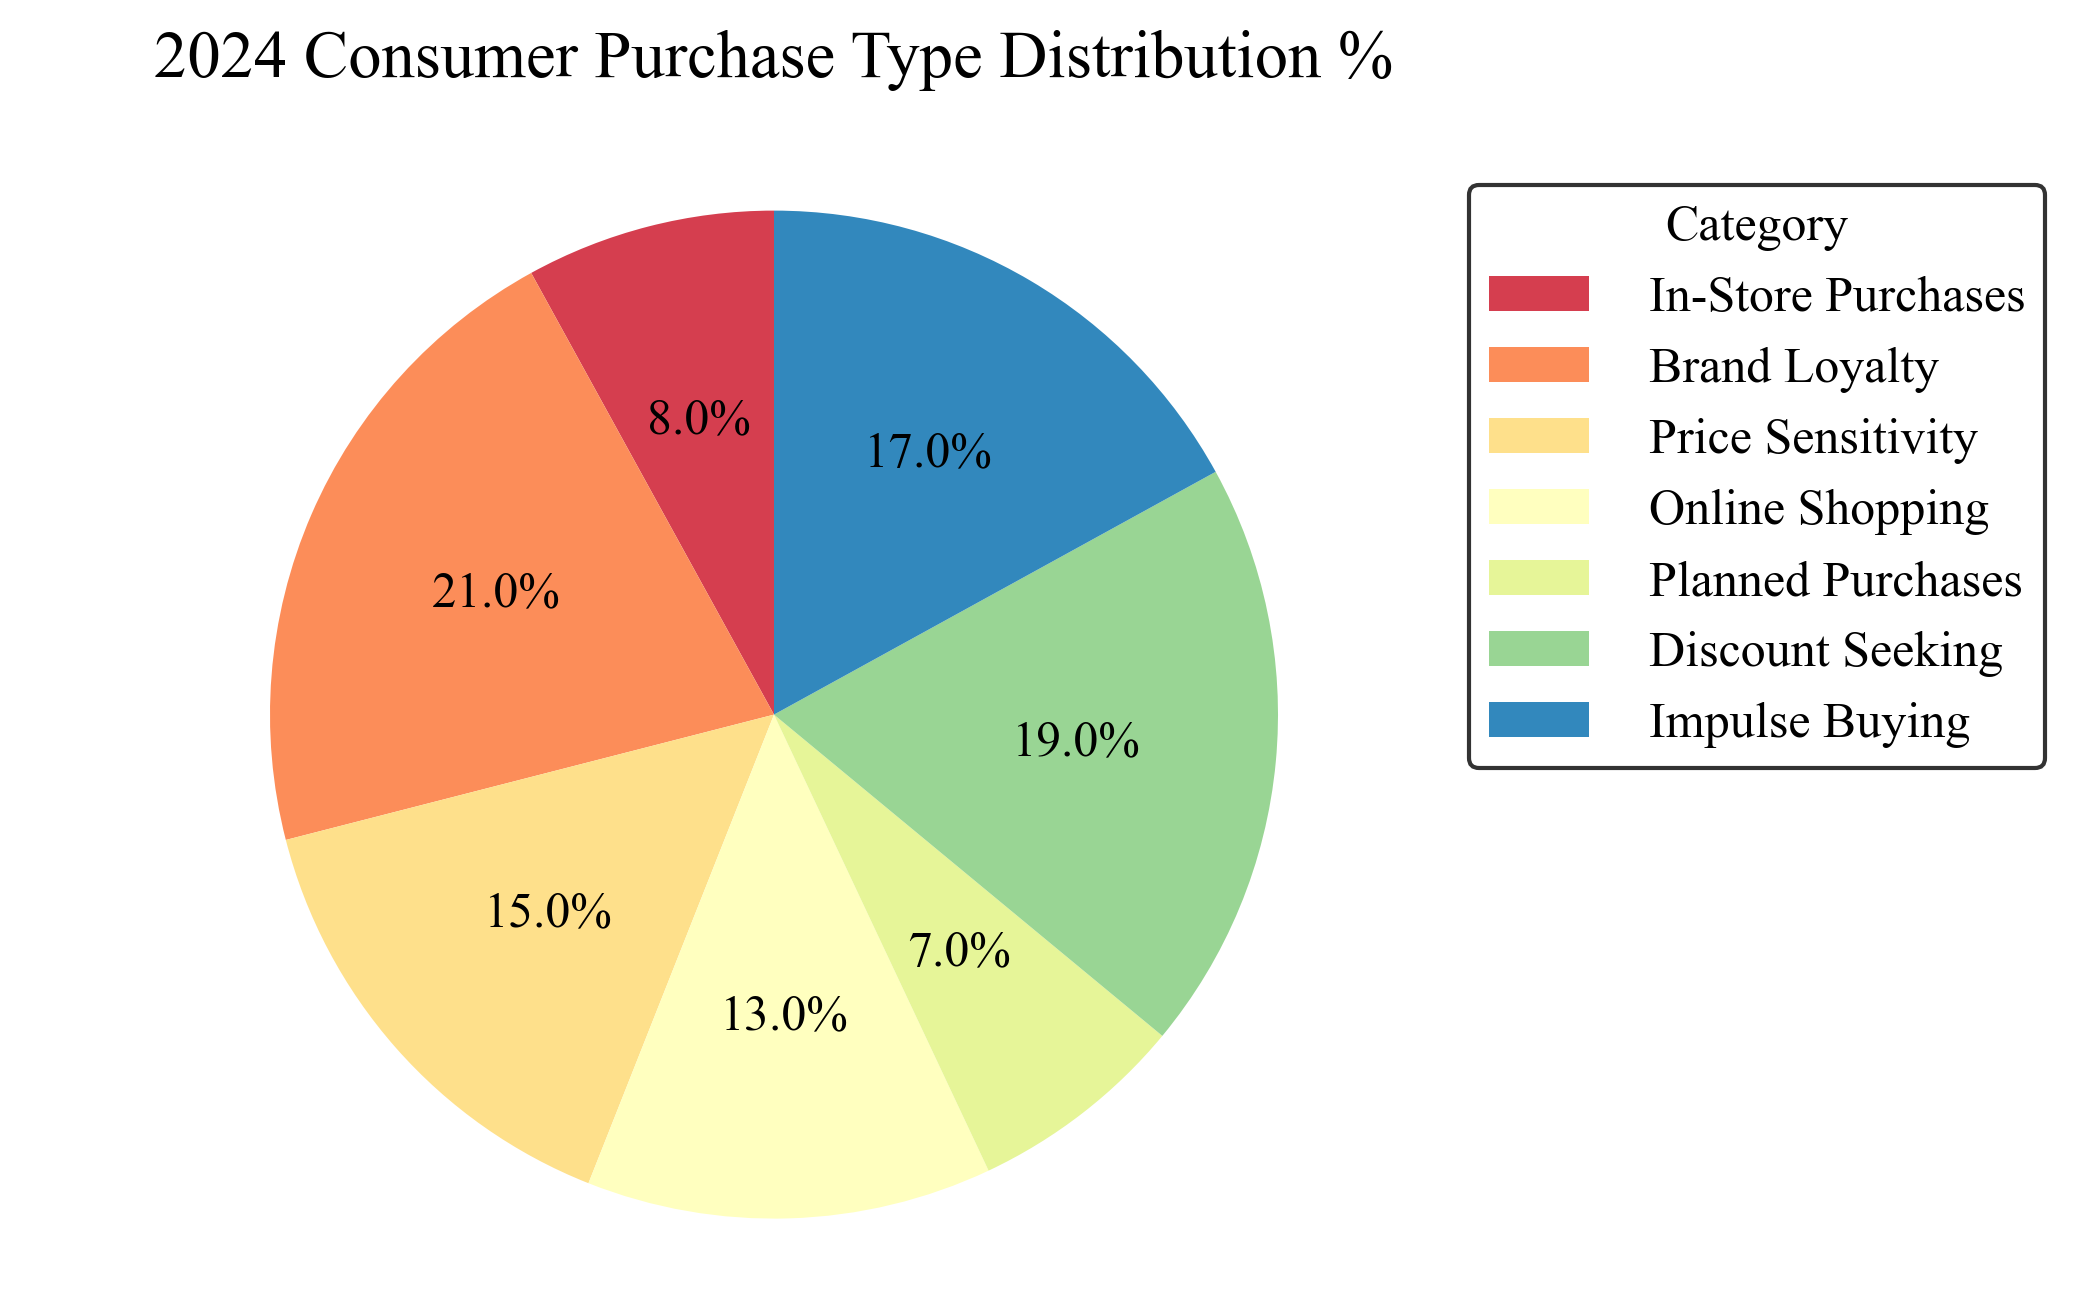 2024 Consumer Purchase Type Distribution %
8.0%
17.0%
21.0%
19.0%
15.0%
7.0%
13.0%
Category
In-Store Purchases
Brand Loyalty
Price Sensitivity
Online Shopping
Planned Purchases
Discount Seeking
Impulse Buying